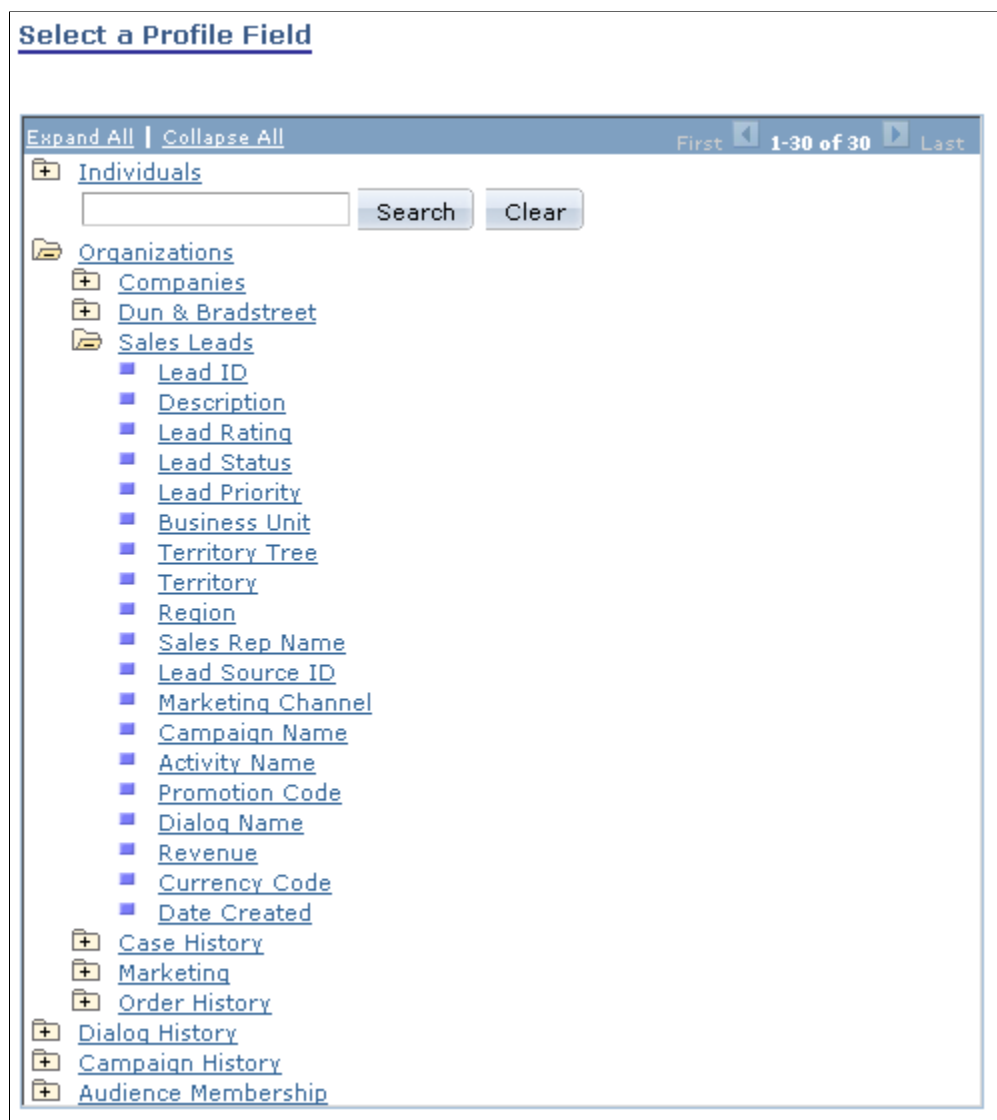 Select a Profile Field
Expand All | Collapse All First 1-30 of 30 Last
Individuals
Search Clear
Organizations
Companies
Dun & Bradstreet
Sales Leads
Lead ID
Description
Lead Rating
Lead Status
Lead Priority
Business Unit
Territory Tree
Territory
Region
Sales Rep Name
Lead Source ID
Marketing Channel
Campaign Name
Activity Name
Promotion Code
Dialog Name
Revenue
Currency Code
Date Created
Case History
Marketing
Order History
Dialog History
Campaign History
Audience Membership